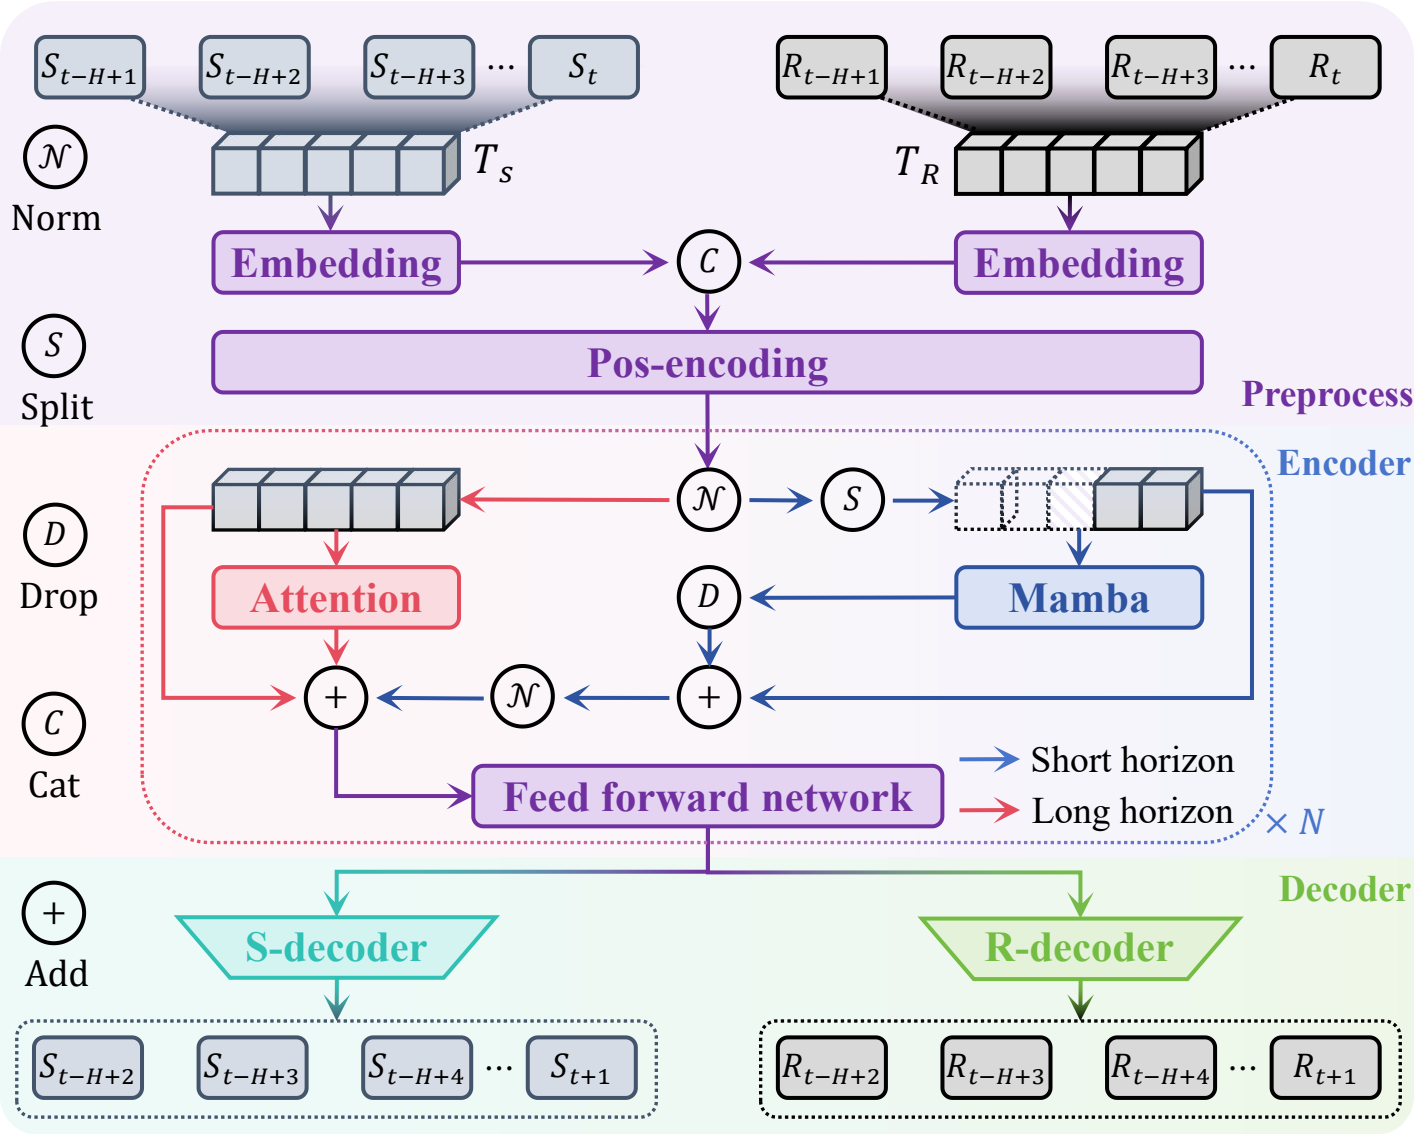 S_{t−H+1} S_{t−H+2} S_{t−H+3} ··· S_t R_{t−H+1} R_{t−H+2} R_{t−H+3} ··· R_t
𝒩 T_s T_R
Norm
Embedding C Embedding
S
Pos-encoding
Split
Preprocess
Encoder
𝒩 S
D
Attention D Mamba
Drop
+ 𝒩 +
C
Cat
Short horizon
Feed forward network
Long horizon
× N
Decoder
+
S-decoder R-decoder
Add
S_{t−H+2} S_{t−H+3} S_{t−H+4} ··· S_{t+1} R_{t−H+2} R_{t−H+3} R_{t−H+4} ··· R_{t+1}